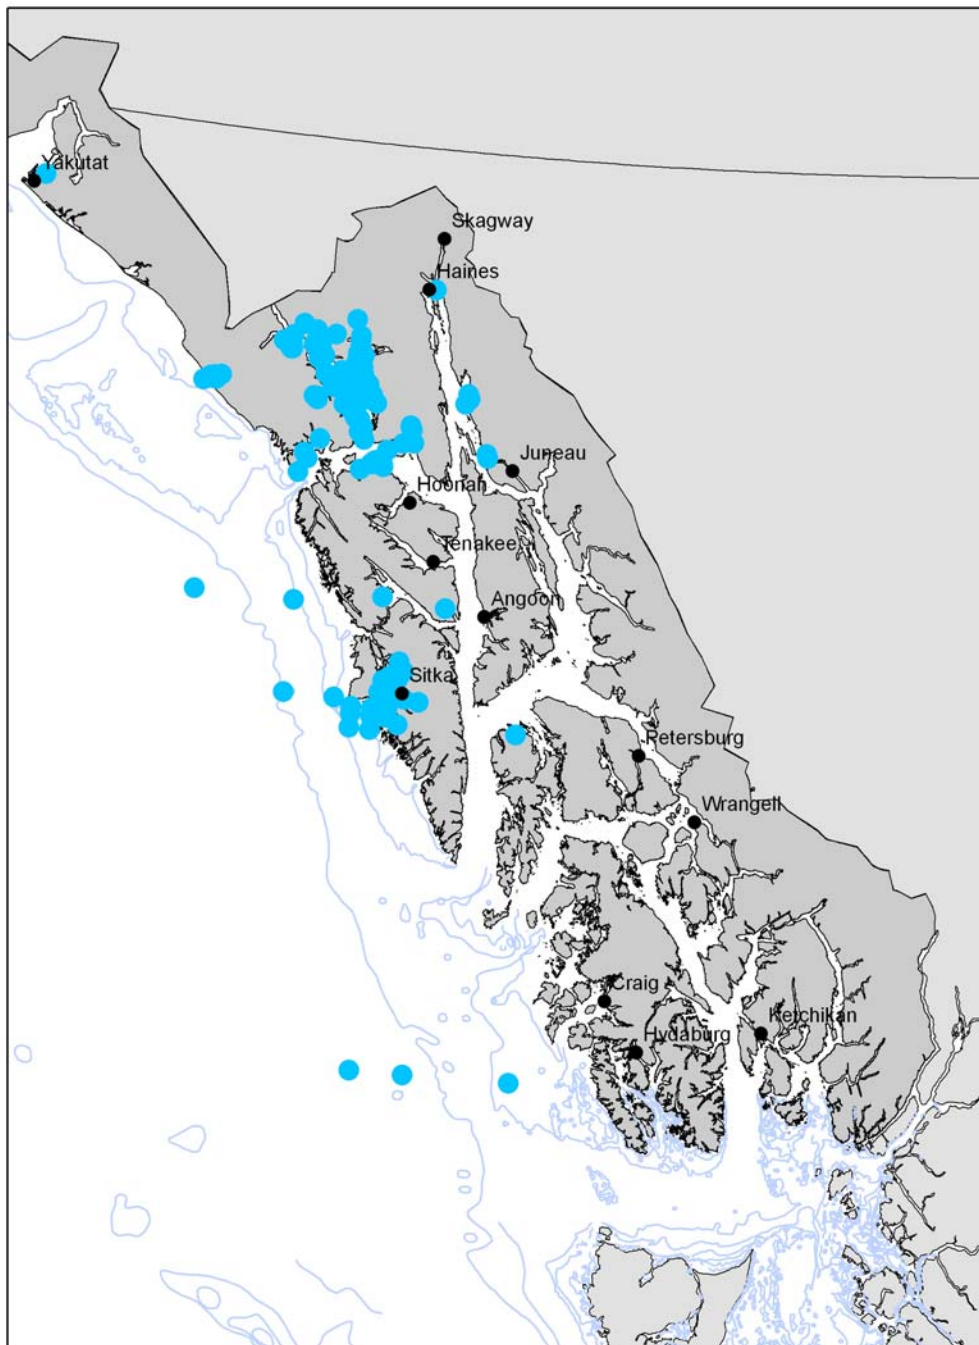 Yakutat
Skagway
Haines
Juneau
Hoonah
Tenakee
Angoon
Sitka
Petersburg
Wrangell
Craig
Ketchikan
Hydaburg